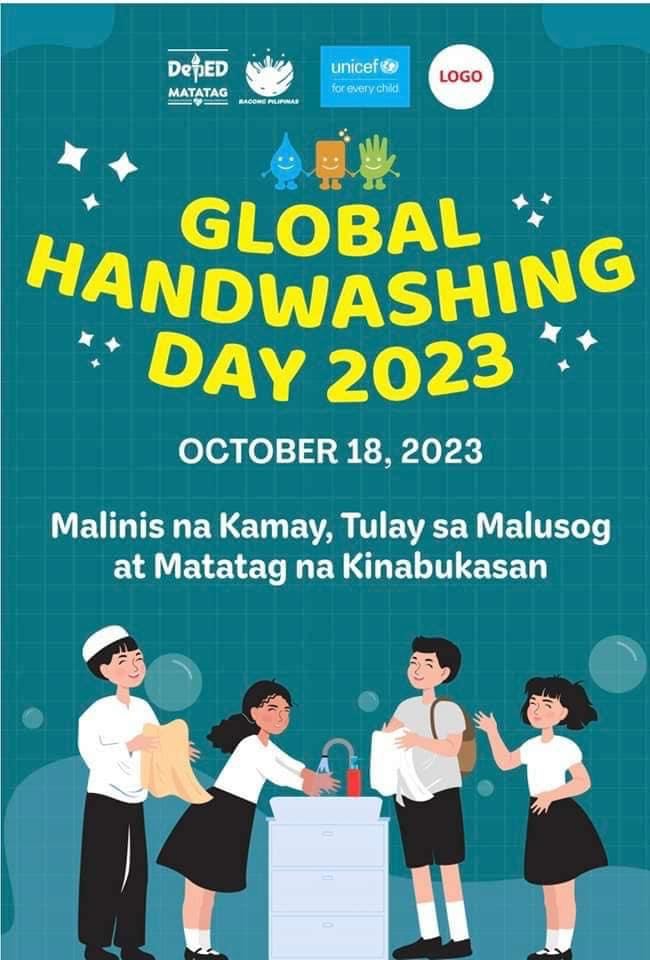 DepED
MATATAG
BAGONG PILIPINAS
unicef
for every child
LOGO
GLOBAL
HANDWASHING
DAY 2023
OCTOBER 18, 2023
Malinis na Kamay, Tulay sa Malusog
at Matatag na Kinabukasan